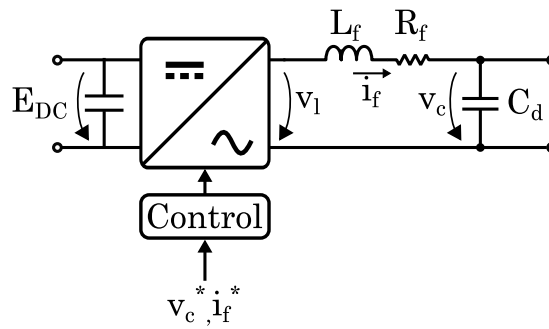 L_f R_f
E_DC v_l i_f v_c C_d
Control
v_c^*, i_f^*